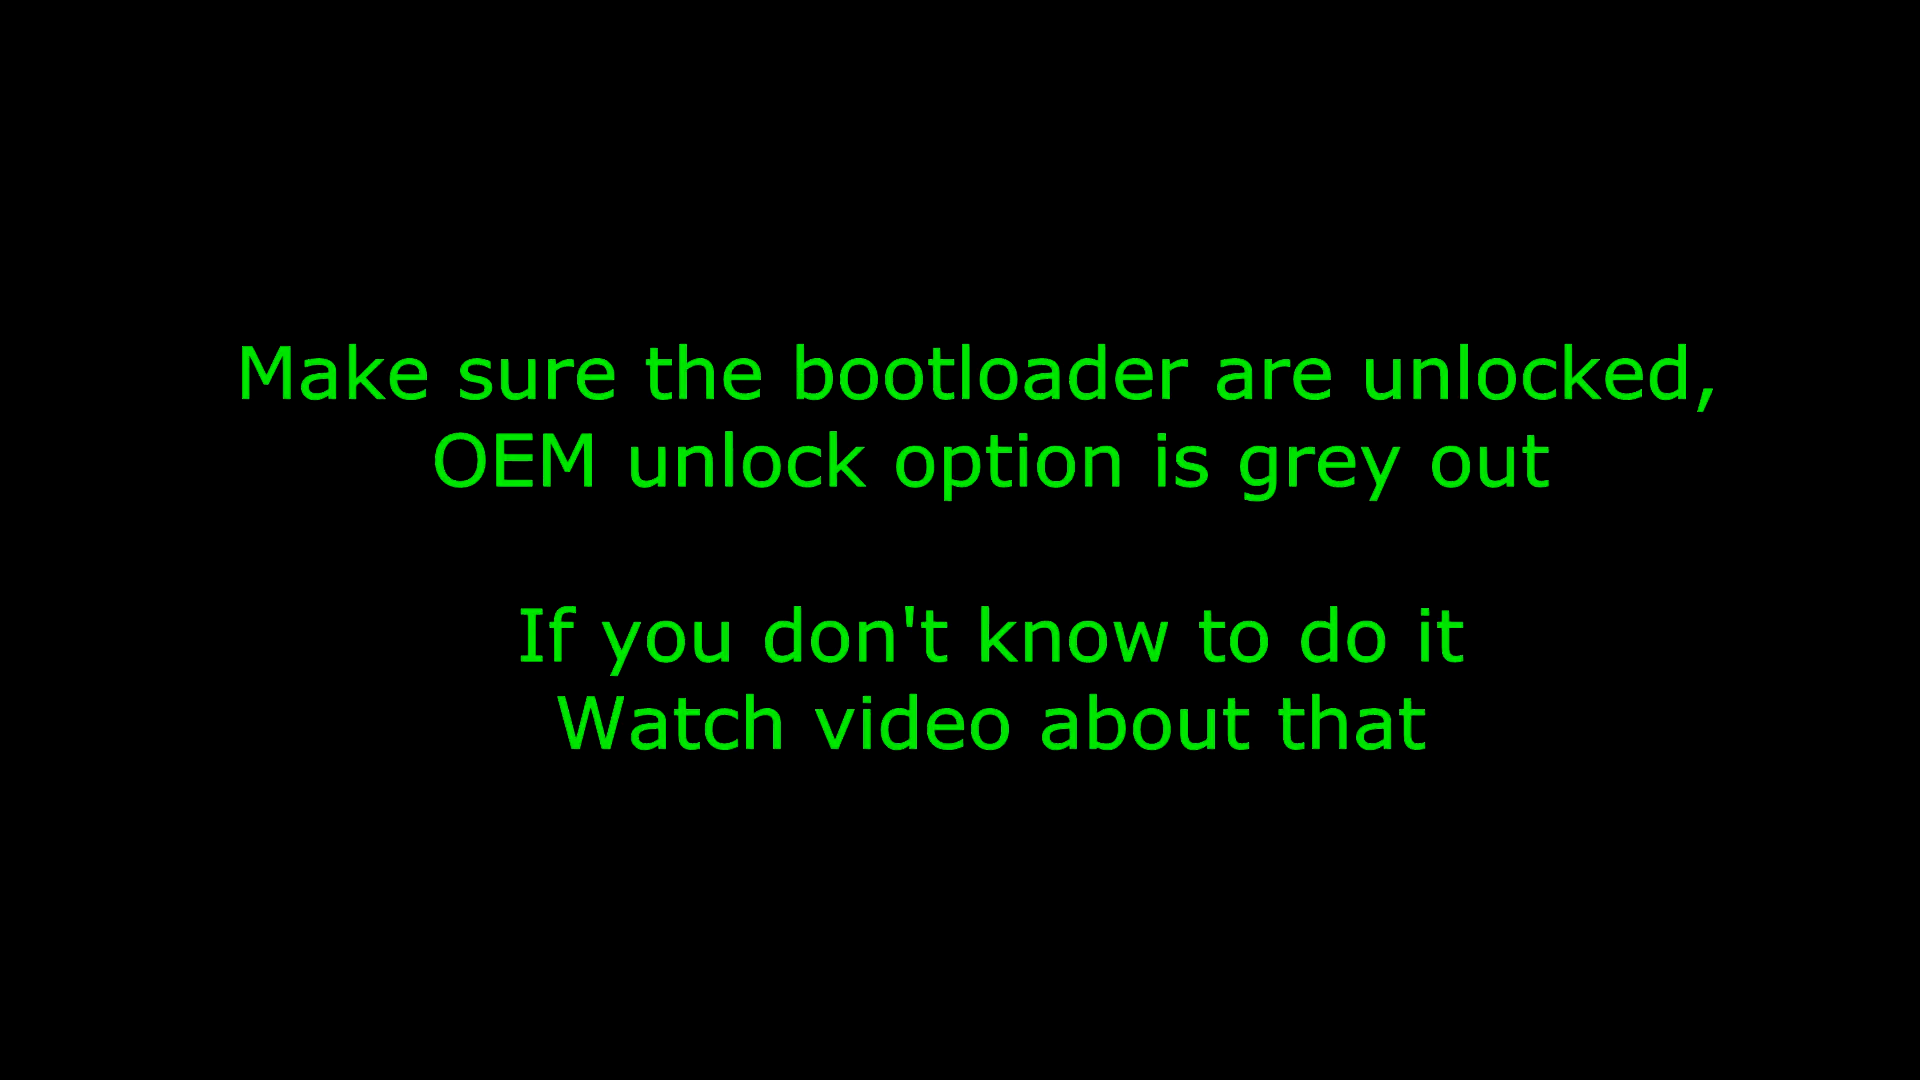 Make sure the bootloader are unlocked,
OEM unlock option is grey out
If you don't know to do it
Watch video about that